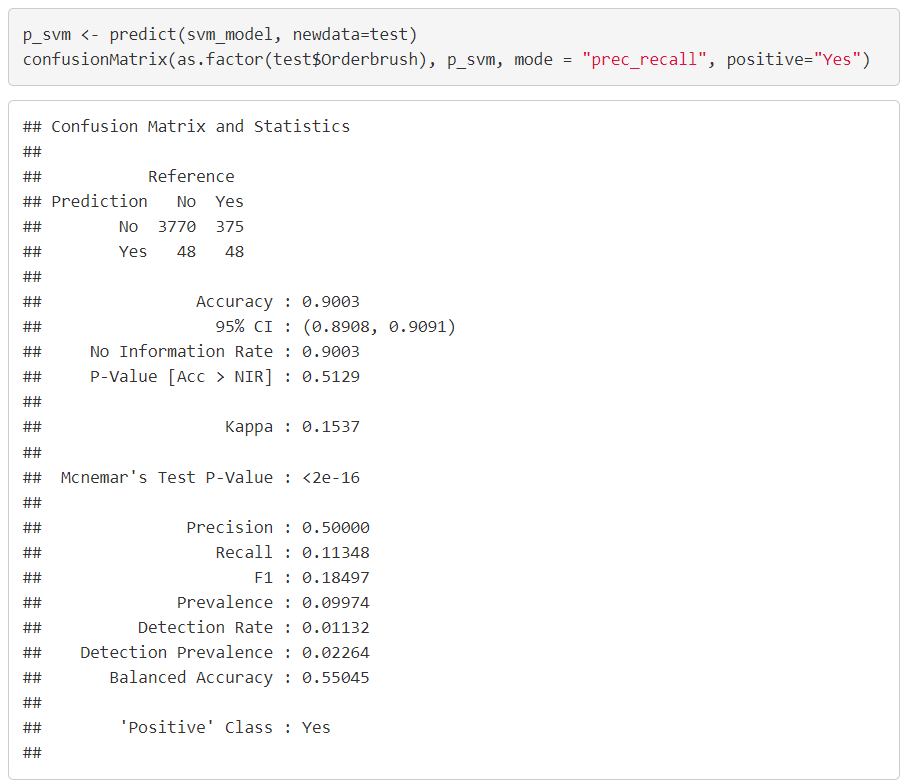 p_svm <- predict(svm_model, newdata=test)
confusionMatrix(as.factor(test$Orderbrush), p_svm, mode = "prec_recall", positive="Yes")
## Confusion Matrix and Statistics
##
##           Reference
## Prediction   No  Yes
##        No  3770  375
##        Yes   48   48
##
##                Accuracy : 0.9003
##                  95% CI : (0.8908, 0.9091)
##     No Information Rate : 0.9003
##     P-Value [Acc > NIR] : 0.5129
##
##                   Kappa : 0.1537
##
##  Mcnemar's Test P-Value : <2e-16
##
##               Precision : 0.50000
##                  Recall : 0.11348
##                      F1 : 0.18497
##              Prevalence : 0.09974
##          Detection Rate : 0.01132
##    Detection Prevalence : 0.02264
##       Balanced Accuracy : 0.55045
##
##        'Positive' Class : Yes
##